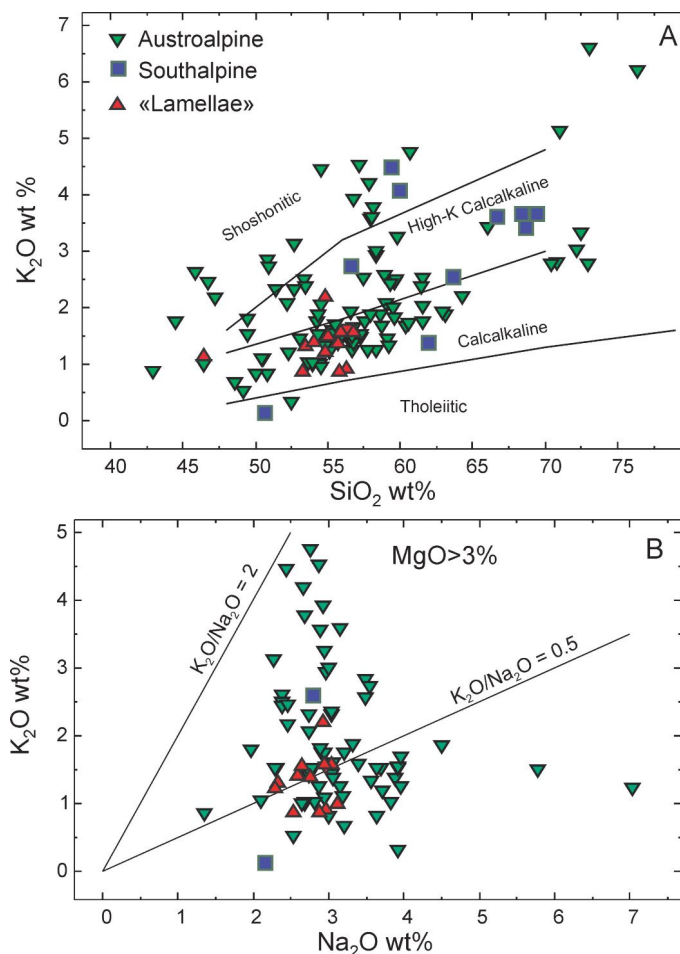 A
Austroalpine
Southalpine
«Lamellae»
7
6
5
4
3
2
1
0
K₂O wt %
Shoshonitic
High-K Calcalkaline
Calcalkaline
Tholeiitic
40 45 50 55 60 65 70 75
SiO₂ wt%
B
MgO>3%
5
4
3
2
1
0
K₂O wt%
K₂O/Na₂O = 2
K₂O/Na₂O = 0.5
0 1 2 3 4 5 6 7
Na₂O wt%